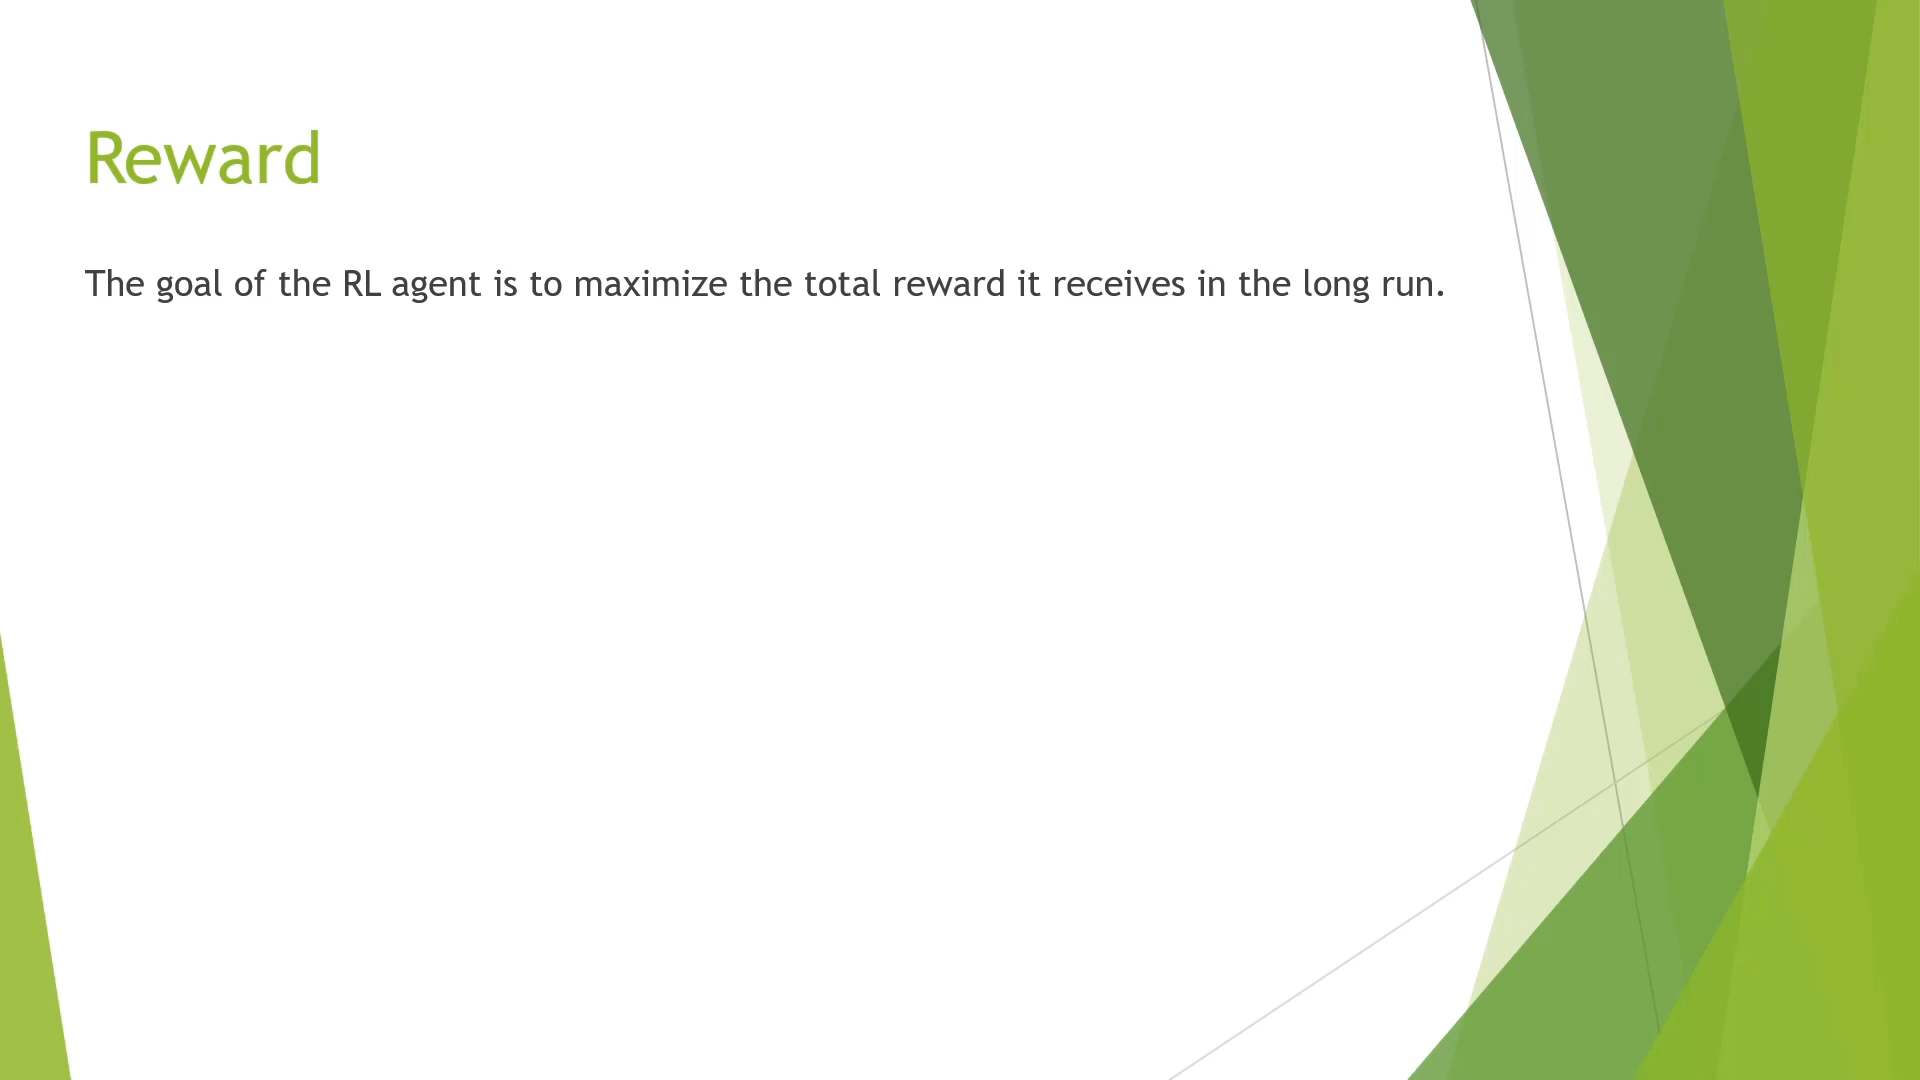 Reward
The goal of the RL agent is to maximize the total reward it receives in the long run.